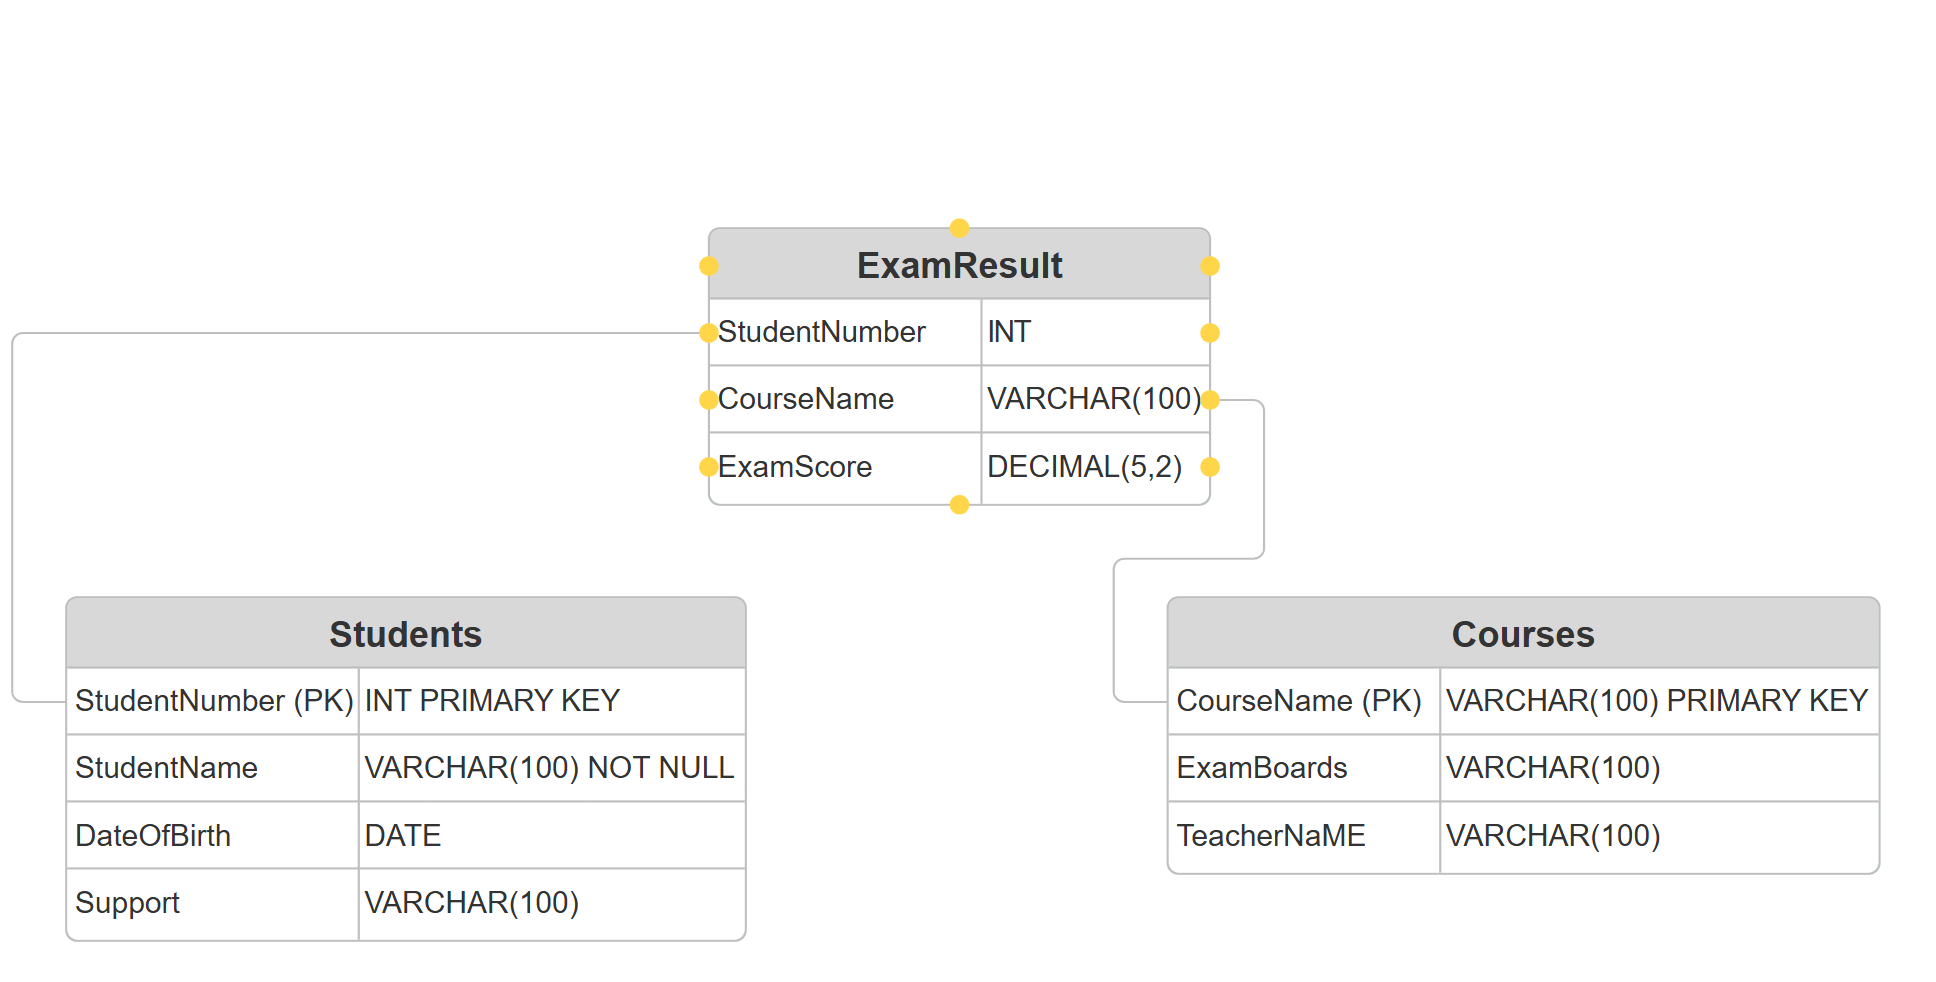 ExamResult
StudentNumber INT
CourseName VARCHAR(100)
ExamScore DECIMAL(5,2)
Students
StudentNumber (PK) INT PRIMARY KEY
StudentName VARCHAR(100) NOT NULL
DateOfBirth DATE
Support VARCHAR(100)
Courses
CourseName (PK) VARCHAR(100) PRIMARY KEY
ExamBoards VARCHAR(100)
TeacherNaME VARCHAR(100)